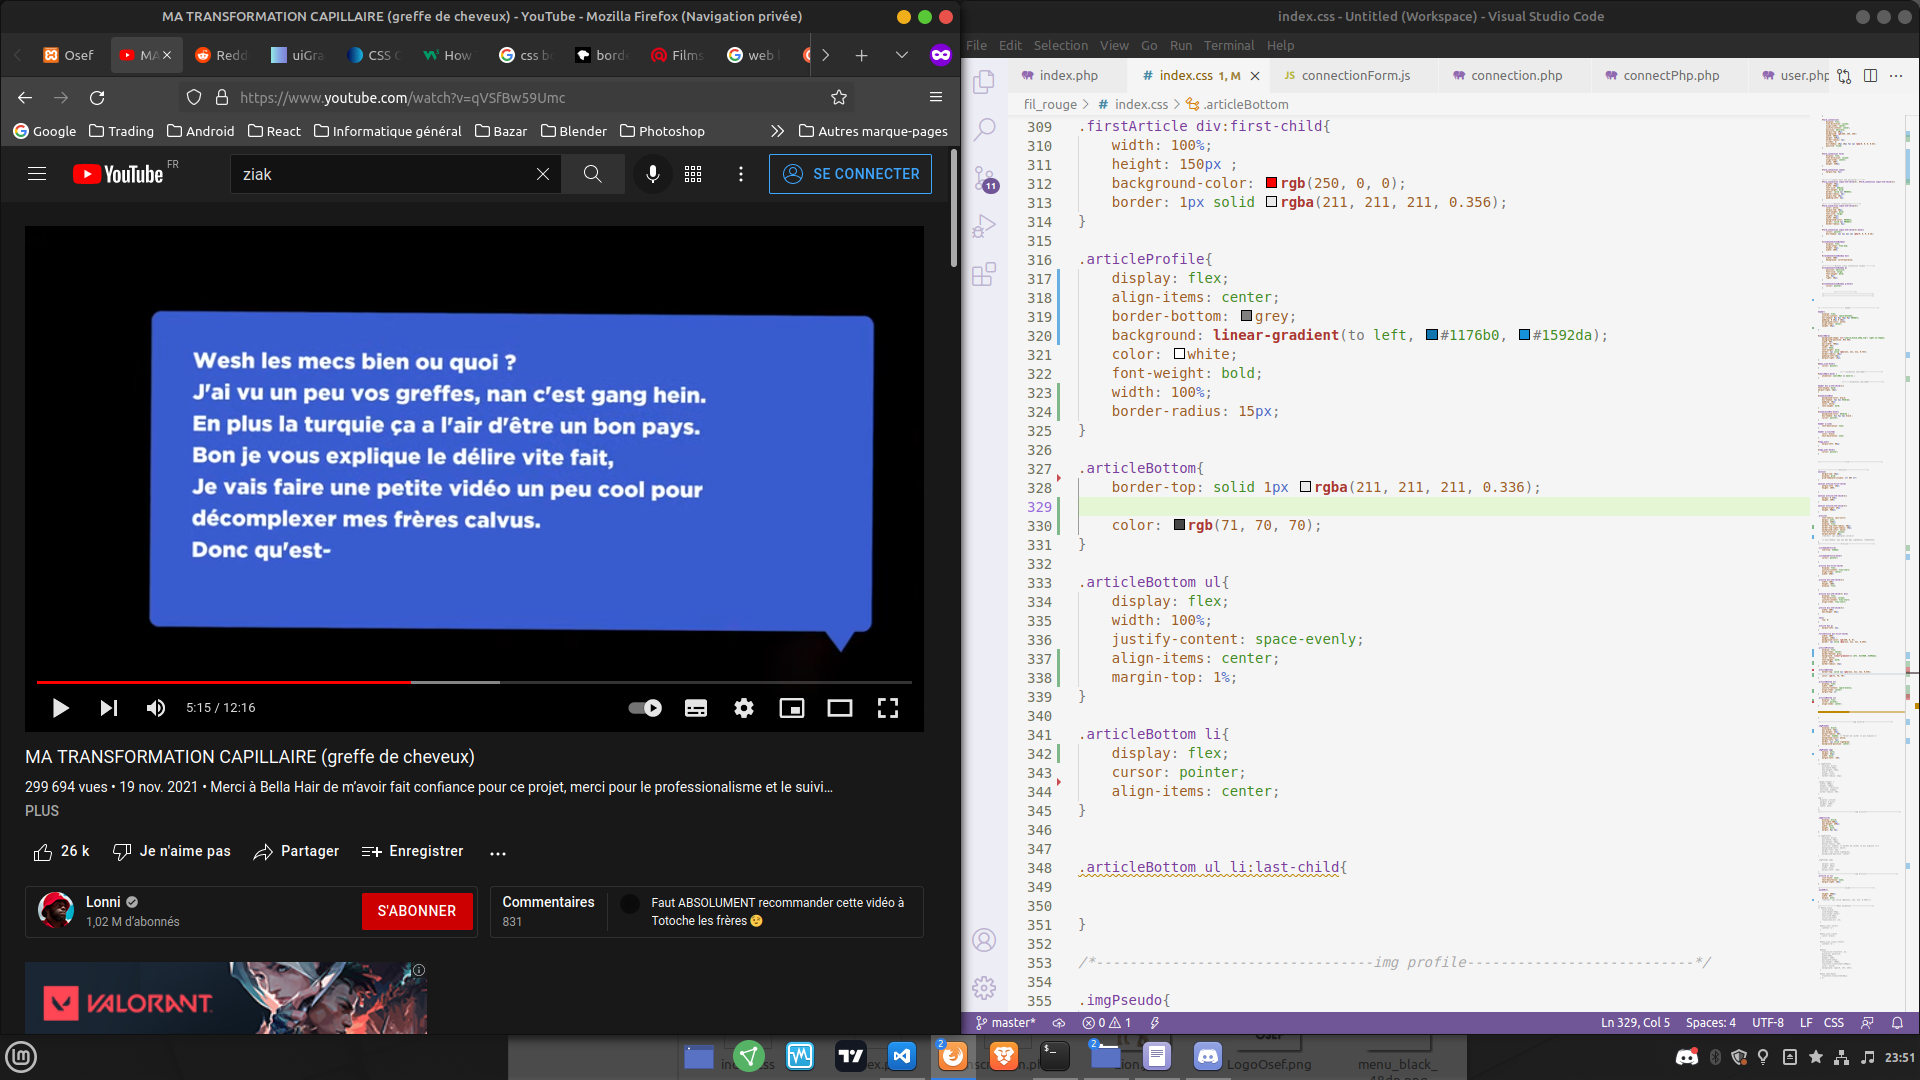 MA TRANSFORMATION CAPILLAIRE (greffe de cheveux) - YouTube - Mozilla Firefox (Navigation privée)
Osef
MA
Redd
uiGra
CSS
How
css b
bord
Films
web
https://www.youtube.com/watch?v=qVSfBw59Umc
Google
Trading
Android
React
Informatique général
Bazar
Blender
Photoshop
Autres marque-pages
YouTube FR
ziak
SE CONNECTER
Wesh les mecs bien ou quoi ?
J'ai vu un peu vos greffes, nan c'est gang hein.
En plus la turquie ça a l'air d'être un bon pays.
Bon je vous explique le délire vite fait,
Je vais faire une petite vidéo un peu cool pour
décomplexer mes frères calvus.
Donc qu'est-
5:15 / 12:16
MA TRANSFORMATION CAPILLAIRE (greffe de cheveux)
299 694 vues • 19 nov. 2021 • Merci à Bella Hair de m’avoir fait confiance pour ce projet, merci pour le professionalisme et le suivi…
PLUS
26 k
Je n'aime pas
Partager
Enregistrer
Lonni
1,02 M d’abonnés
S'ABONNER
Commentaires
831
Faut ABSOLUMENT recommander cette vidéo à
Totoche les frères
VALORANT
index.css - Untitled (Workspace) - Visual Studio Code
File Edit Selection View Go Run Terminal Help
index.php
# index.css 1, M
JS connectionForm.js
connection.php
connectPhp.php
user.php
fil_rouge > # index.css > .articleBottom
11
309 .firstArticle div:first-child{
310 width: 100%;
311 height: 150px ;
312 background-color: rgb(250, 0, 0);
313 border: 1px solid rgba(211, 211, 211, 0.356);
314 }
315
316 .articleProfile{
317 display: flex;
318 align-items: center;
319 border-bottom: grey;
320 background: linear-gradient(to left, #1176b0, #1592da);
321 color: white;
322 font-weight: bold;
323 width: 100%;
324 border-radius: 15px;
325 }
326
327 .articleBottom{
328 border-top: solid 1px rgba(211, 211, 211, 0.336);
329
330 color: rgb(71, 70, 70);
331 }
332
333 .articleBottom ul{
334 display: flex;
335 width: 100%;
336 justify-content: space-evenly;
337 align-items: center;
338 margin-top: 1%;
339 }
340
341 .articleBottom li{
342 display: flex;
343 cursor: pointer;
344 align-items: center;
345 }
346
347
348 .articleBottom ul li:last-child{
349
350
351 }
352
353 /*---------------------------------img profile---------------------------*/
354
355 .imgPseudo{
master*
0 1
Ln 329, Col 5
Spaces: 4
UTF-8
LF
CSS
2
2
LogoOsef.png
menu_black_
23:51